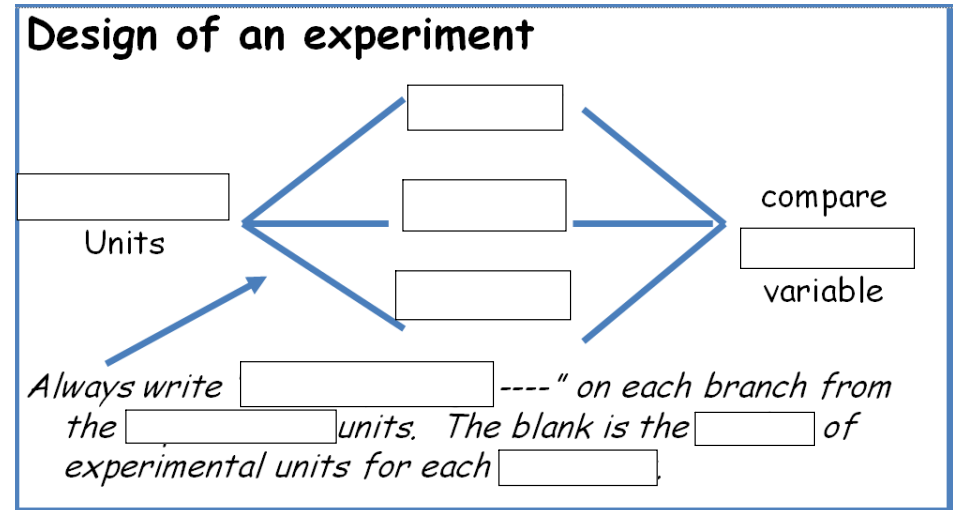 Design of an experiment
compare
Units
variable
Always write " ----" on each branch from
the units. The blank is the of
experimental units for each .